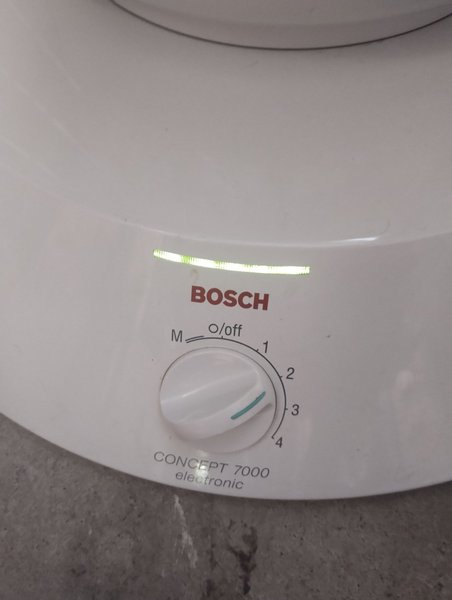 BOSCH
M O/off 1
2
3
4
CONCEPT 7000
electronic